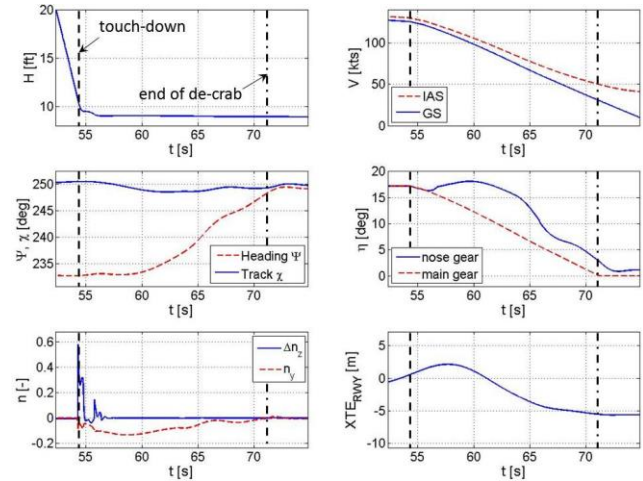 20
15
10
H [ft]
touch-down
end of de-crab
55 60 65 70
t [s]
100
50
0
V [kts]
IAS
GS
55 60 65 70
t [s]
250
245
240
235
Ψ, χ [deg]
Heading Ψ
Track χ
55 60 65 70
t [s]
20
15
10
5
0
η [deg]
nose gear
main gear
55 60 65 70
t [s]
0.6
0.4
0.2
0
-0.2
n [-]
Δn_z
n_y
55 60 65 70
t [s]
5
0
-5
-10
XTE_RWY [m]
55 60 65 70
t [s]